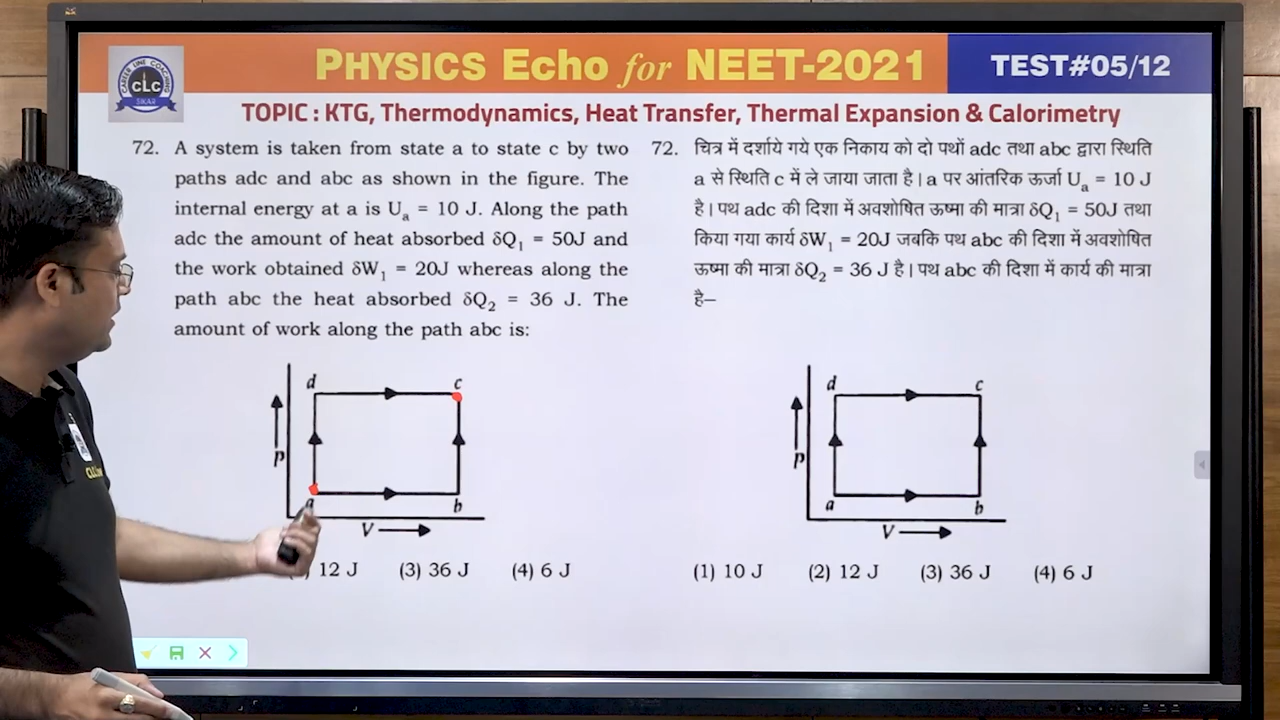 PHYSICS Echo for NEET-2021
TEST#05/12
CLC
SIKAR
TOPIC : KTG, Thermodynamics, Heat Transfer, Thermal Expansion & Calorimetry
72. A system is taken from state a to state c by two
paths adc and abc as shown in the figure. The
internal energy at a is Uₐ = 10 J. Along the path
adc the amount of heat absorbed δQ₁ = 50J and
the work obtained δW₁ = 20J whereas along the
path abc the heat absorbed δQ₂ = 36 J. The
amount of work along the path abc is:
d c
P
a b
V
12 J (3) 36 J (4) 6 J
72. चित्र में दर्शाये गये एक निकाय को दो पथों adc तथा abc द्वारा स्थिति
a से स्थिति c में ले जाया जाता है। a पर आंतरिक ऊर्जा Uₐ = 10 J
है। पथ adc की दिशा में अवशोषित ऊष्मा की मात्रा δQ₁ = 50J तथा
किया गया कार्य δW₁ = 20J जबकि पथ abc की दिशा में अवशोषित
ऊष्मा की मात्रा δQ₂ = 36 J है। पथ abc की दिशा में कार्य की मात्रा
है–
d c
P
a b
V
(1) 10 J (2) 12 J (3) 36 J (4) 6 J